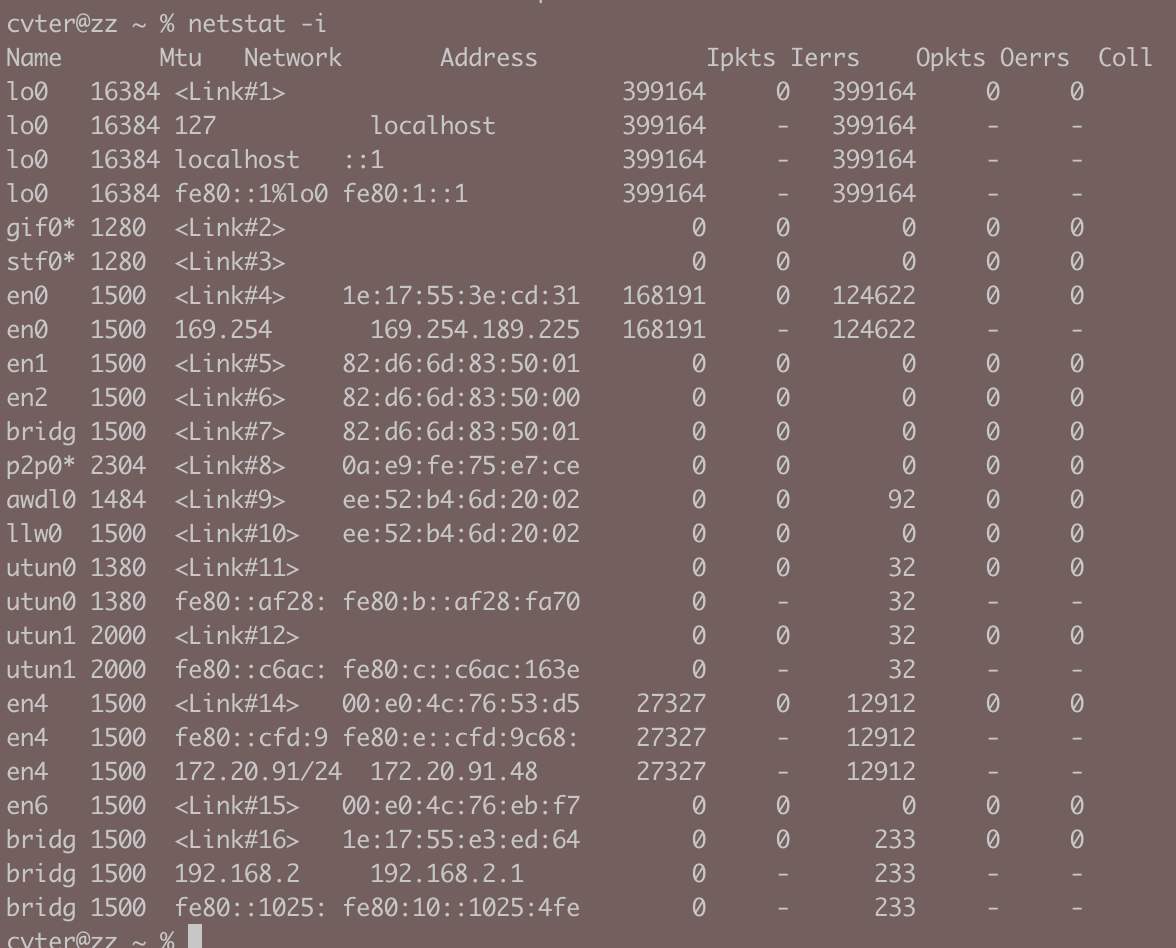 cvter@zz ~ % netstat -i
Name       Mtu   Network       Address            Ipkts Ierrs    Opkts Oerrs  Coll
lo0   16384 <Link#1>                        399164     0   399164     0     0
lo0   16384 127           localhost         399164     -   399164     -     -
lo0   16384 localhost   ::1                 399164     -   399164     -     -
lo0   16384 fe80::1%lo0 fe80:1::1           399164     -   399164     -     -
gif0* 1280  <Link#2>                             0     0        0     0     0
stf0* 1280  <Link#3>                             0     0        0     0     0
en0   1500  <Link#4>    1e:17:55:3e:cd:31   168191     0   124622     0     0
en0   1500  169.254       169.254.189.225   168191     -   124622     -     -
en1   1500  <Link#5>    82:d6:6d:83:50:01        0     0        0     0     0
en2   1500  <Link#6>    82:d6:6d:83:50:00        0     0        0     0     0
bridg 1500  <Link#7>    82:d6:6d:83:50:01        0     0        0     0     0
p2p0* 2304  <Link#8>    0a:e9:fe:75:e7:ce        0     0        0     0     0
awdl0 1484  <Link#9>    ee:52:b4:6d:20:02        0     0       92     0     0
llw0  1500  <Link#10>   ee:52:b4:6d:20:02        0     0        0     0     0
utun0 1380  <Link#11>                            0     0       32     0     0
utun0 1380  fe80::af28: fe80:b::af28:fa70        0     -       32     -     -
utun1 2000  <Link#12>                            0     0       32     0     0
utun1 2000  fe80::c6ac: fe80:c::c6ac:163e        0     -       32     -     -
en4   1500  <Link#14>   00:e0:4c:76:53:d5    27327     0    12912     0     0
en4   1500  fe80::cfd:9 fe80:e::cfd:9c68:    27327     -    12912     -     -
en4   1500  172.20.91/24  172.20.91.48       27327     -    12912     -     -
en6   1500  <Link#15>   00:e0:4c:76:eb:f7        0     0        0     0     0
bridg 1500  <Link#16>   1e:17:55:e3:ed:64        0     0      233     0     0
bridg 1500  192.168.2     192.168.2.1            0     -      233     -     -
bridg 1500  fe80::1025: fe80:10::1025:4fe        0     -      233     -     -
cvter@zz ~ %